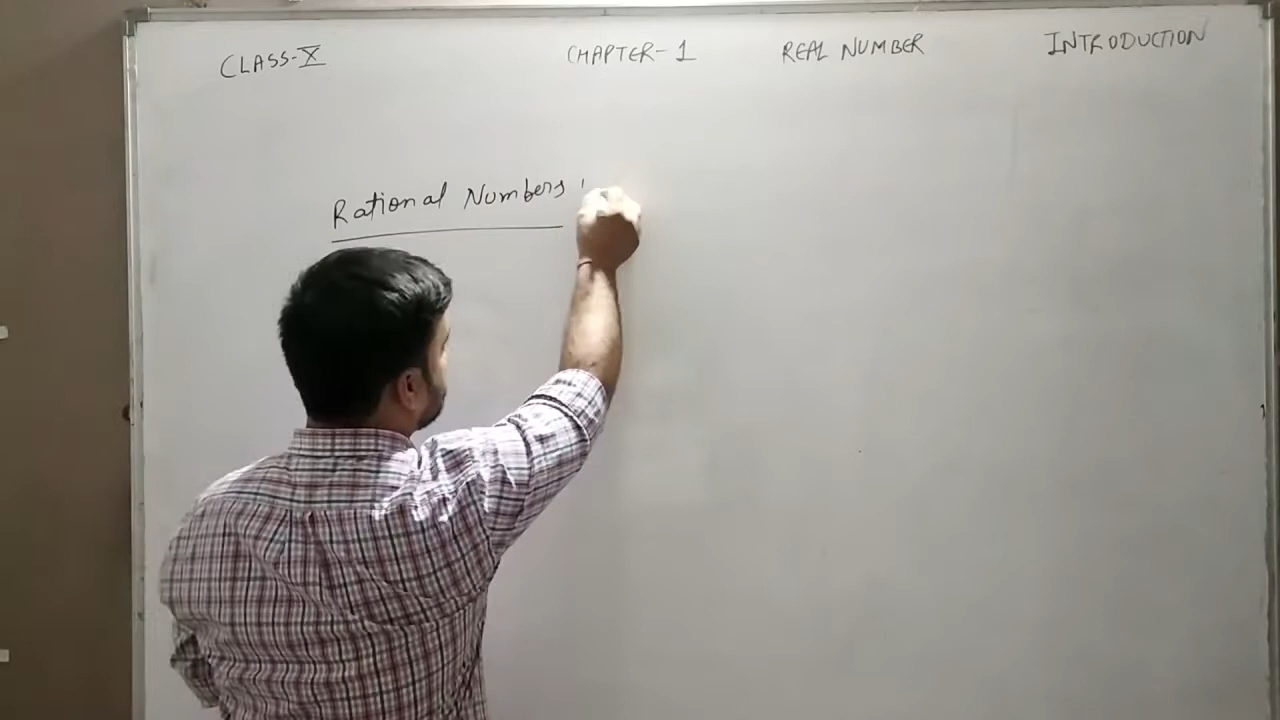 CLASS-X CHAPTER-1 REAL NUMBER INTRODUCTION
Rational Numbers